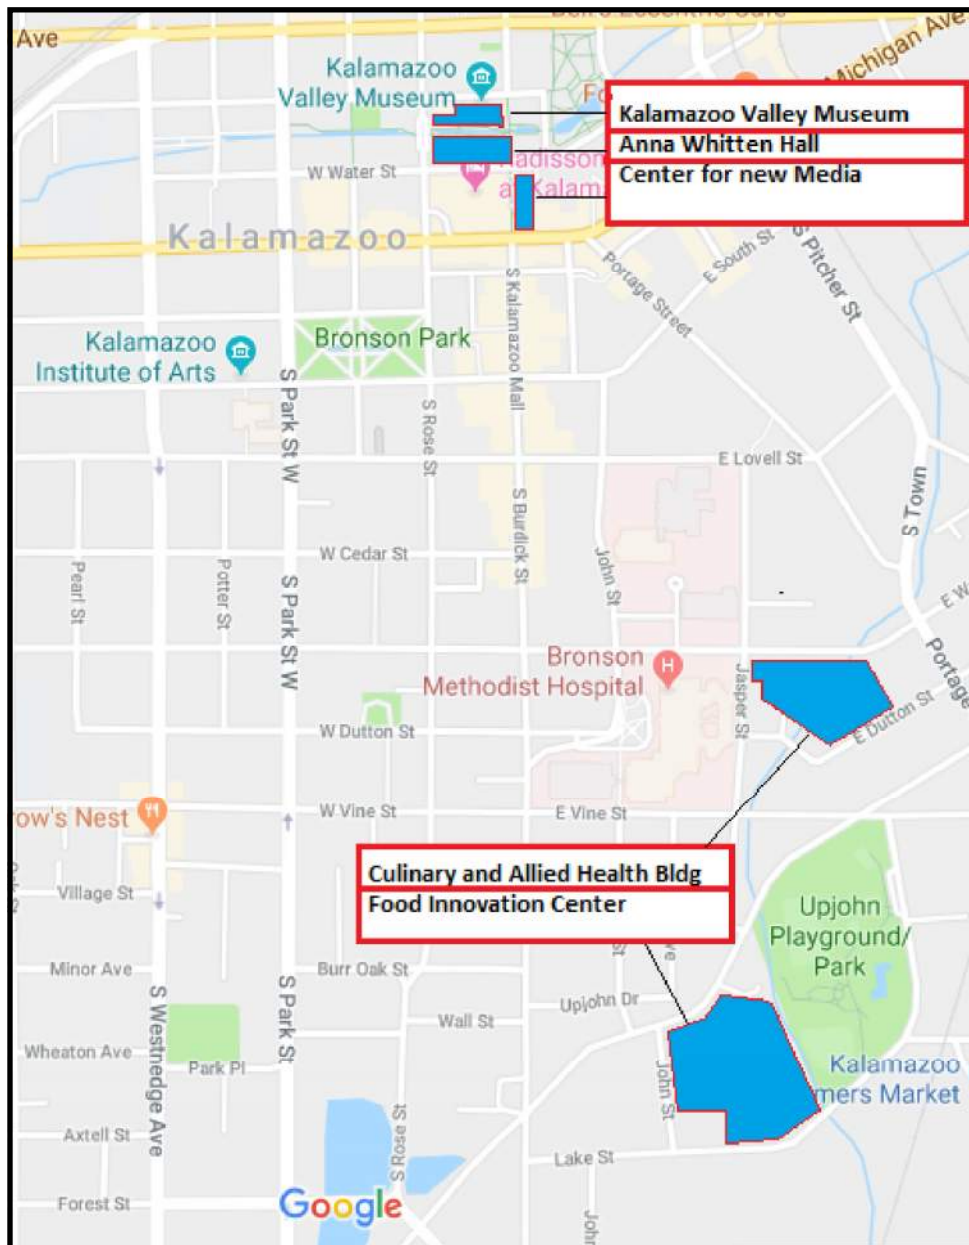 Ave
Michigan Ave
Kalamazoo
Valley Museum
Kalamazoo Valley Museum
Anna Whitten Hall
Center for new Media
W Water St
at Kalam
Kalamazoo
S Pitcher St
E South St
Portage Street
S Kalamazoo Mall
Bronson Park
Kalamazoo
Institute of Arts
S Park St W
S Rose St
E Lovell St
S Town
S Burdick St
W Cedar St
John St
Pearl St
Potter St
S Park St W
E W
Bronson
Methodist Hospital
Jasper St
Portage
W Dutton St
E Dutton St
W Vine St
E Vine St
row's Nest
Culinary and Allied Health Bldg
Food Innovation Center
Village St
Upjohn
Playground/
Park
Minor Ave
Burr Oak St
S Westnedge Ave
S Park St
Upjohn Dr
Wall St
Wheaton Ave
Park Pl
John St
Kalamazoo
mers Market
Axtell St
S Rose St
Lake St
Forest St
Google
John